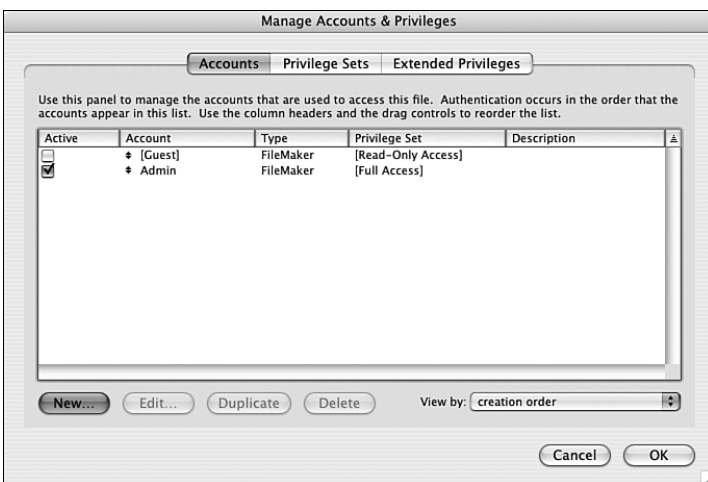 Manage Accounts & Privileges
Accounts Privilege Sets Extended Privileges
Use this panel to manage the accounts that are used to access this file. Authentication occurs in the order that the
accounts appear in this list. Use the column headers and the drag controls to reorder the list.
Active Account Type Privilege Set Description
[Guest] FileMaker [Read-Only Access]
Admin FileMaker [Full Access]
New... Edit... Duplicate Delete View by: creation order
Cancel OK